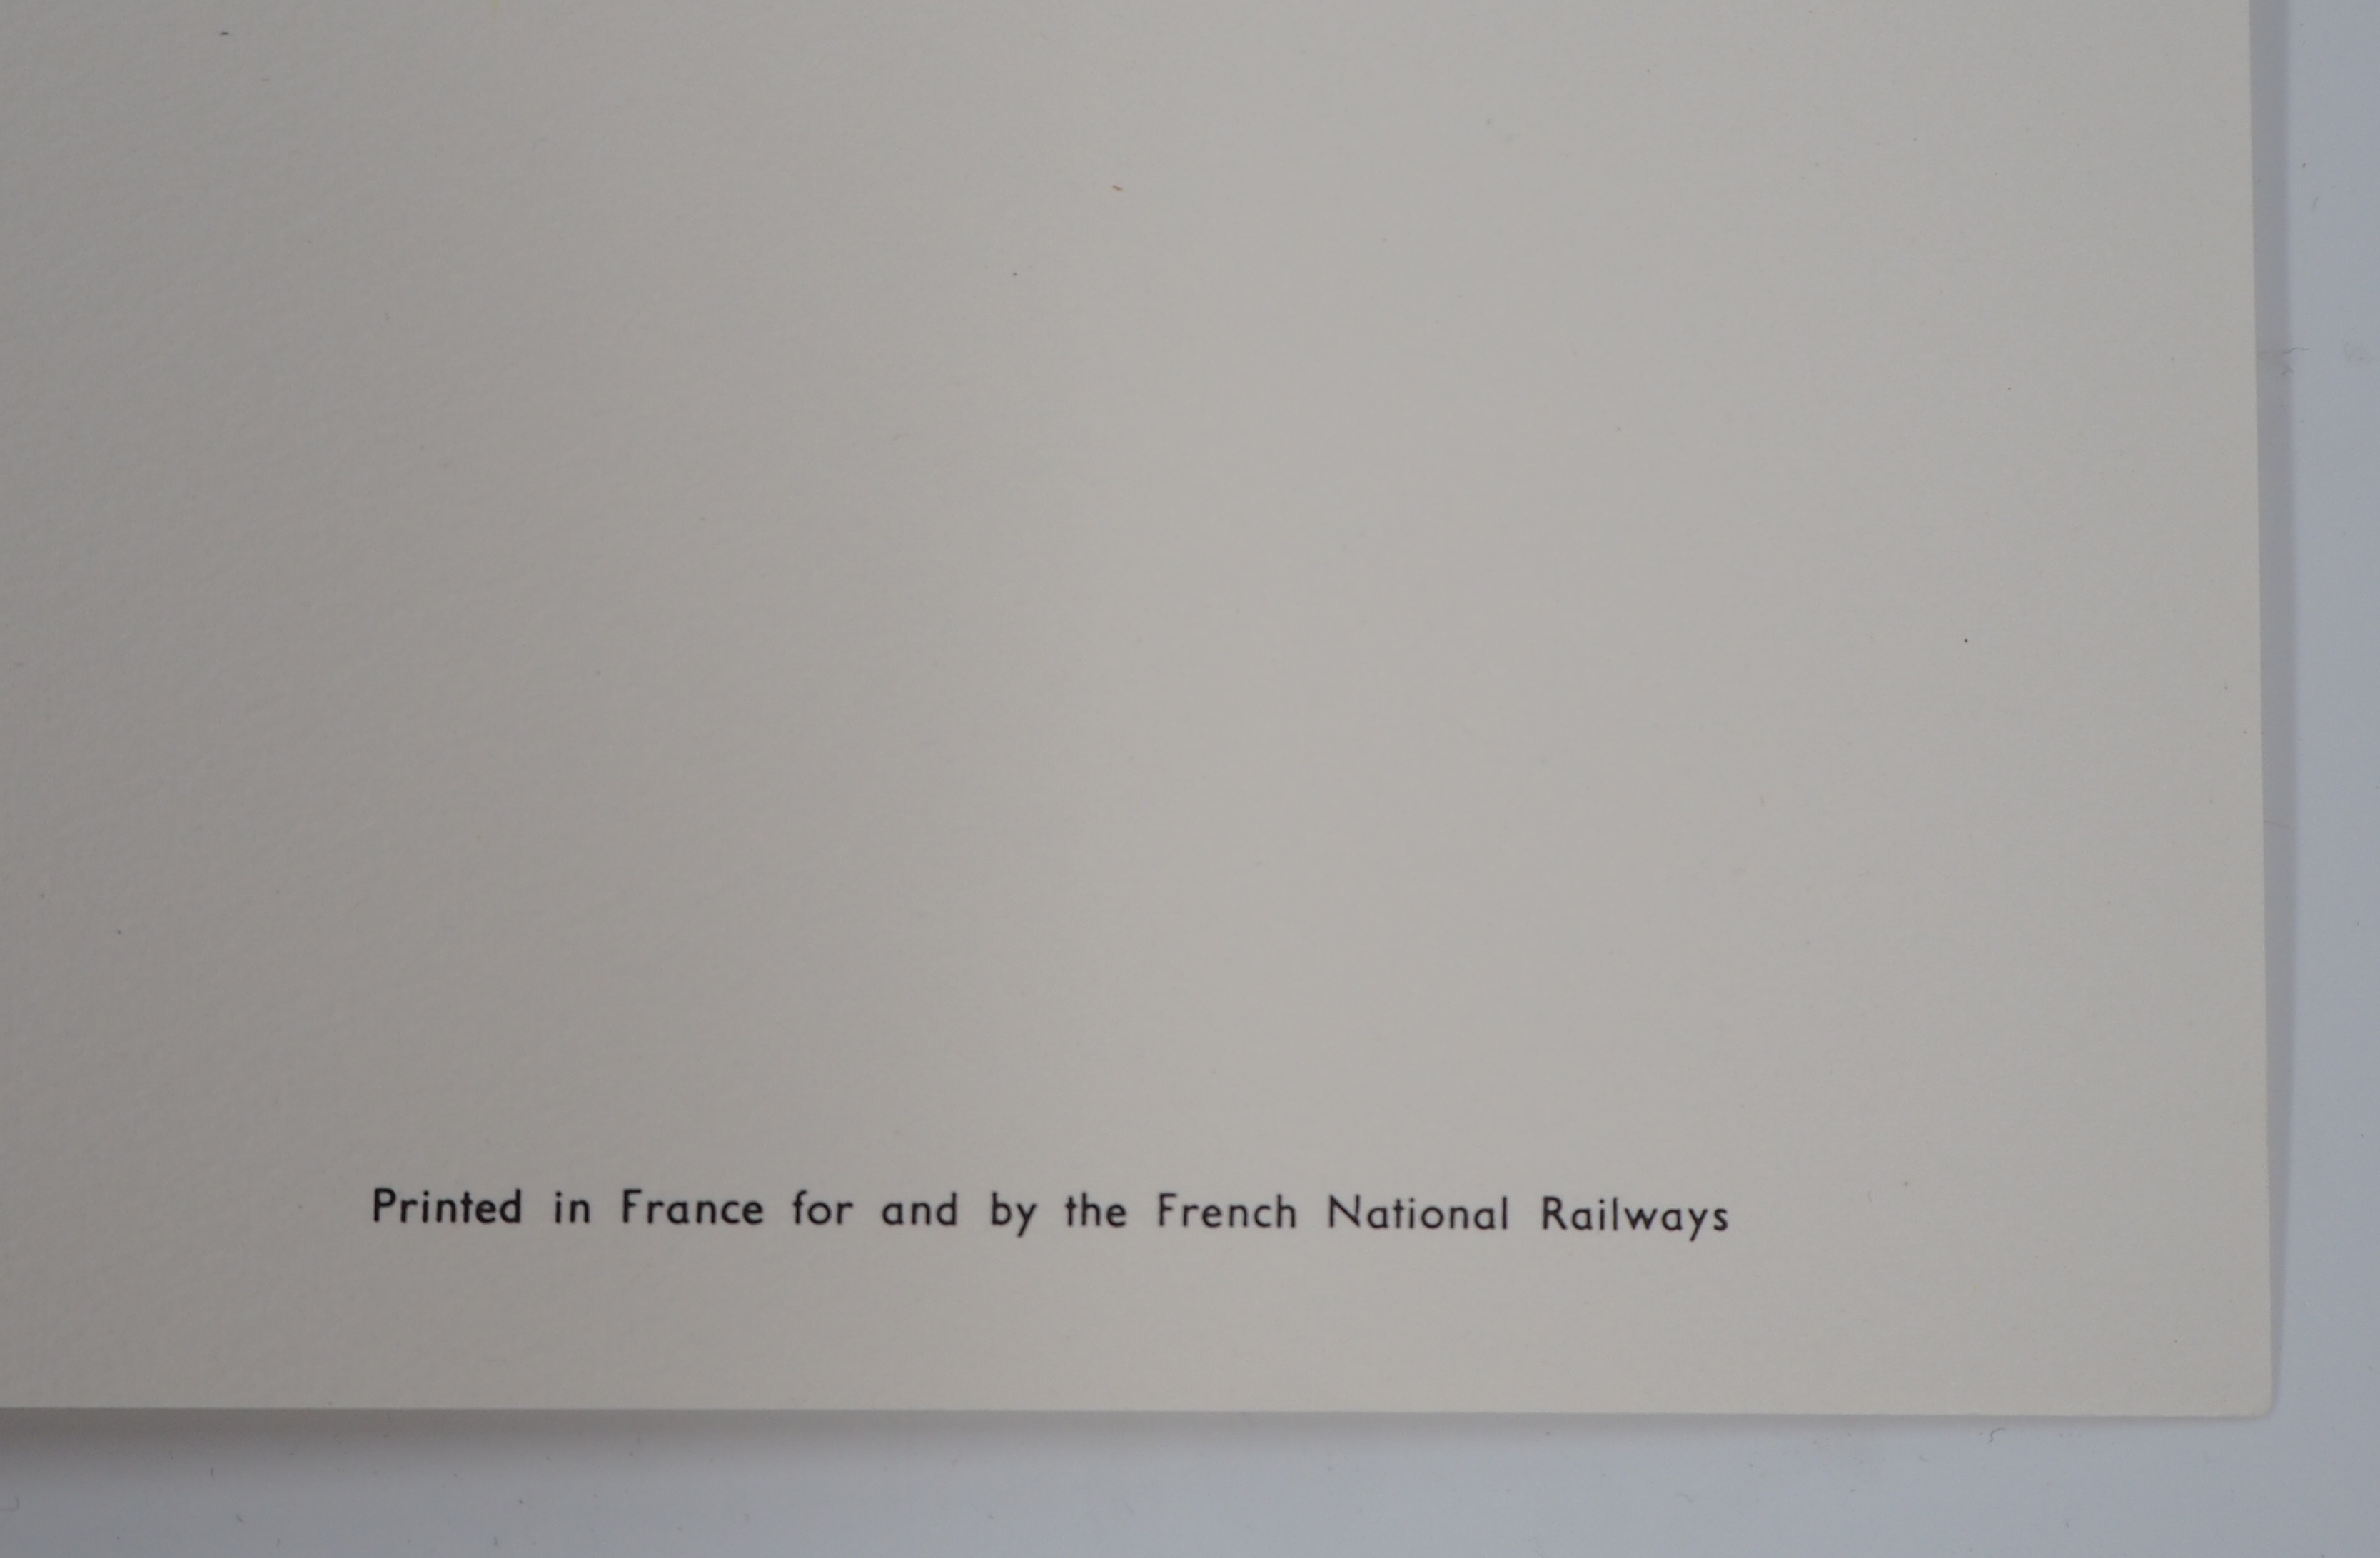 Printed in France for and by the French National Railways